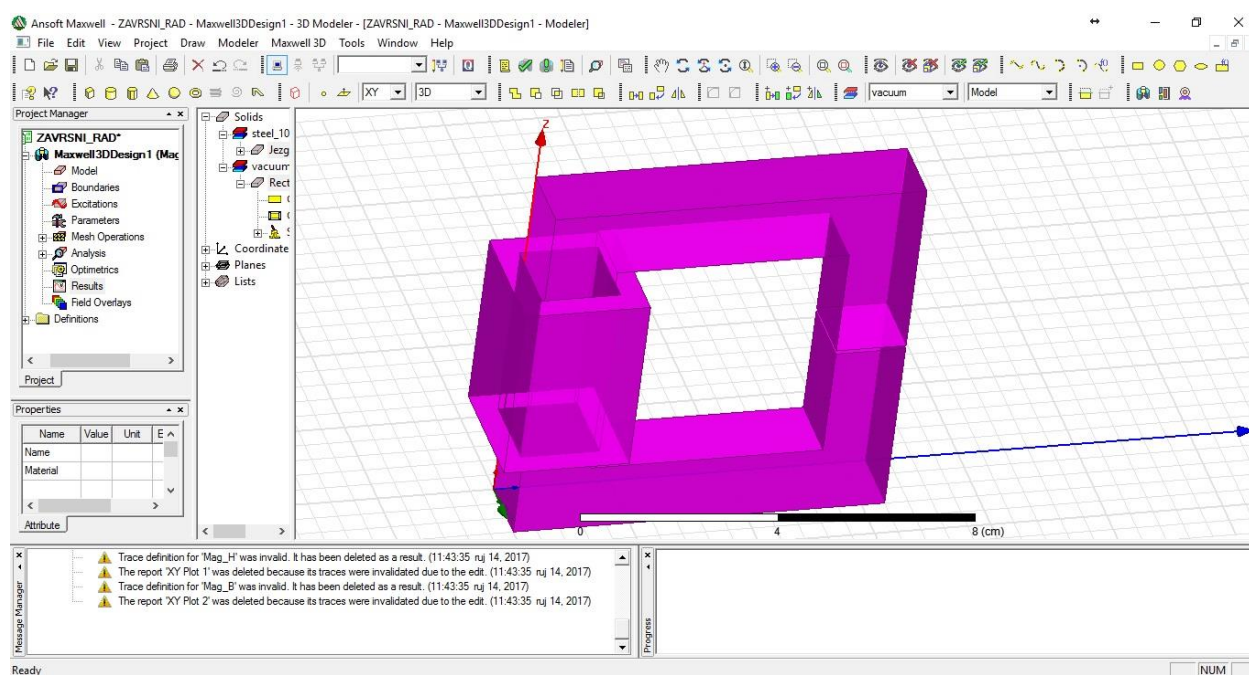 Ansoft Maxwell - ZAVRSNI_RAD - Maxwell3DDesign1 - 3D Modeler - [ZAVRSNI_RAD - Maxwell3DDesign1 - Modeler]
File Edit View Project Draw Modeler Maxwell 3D Tools Window Help
XY 3D vacuum Model
Project Manager
ZAVRSNI_RAD*
Maxwell3DDesign1 (Mag
Model
Boundaries
Excitations
Parameters
Mesh Operations
Analysis
Optimetrics
Results
Field Overlays
Definitions
Project
Solids
steel_10
Jezg
vacuum
Rect
Coordinate
Planes
Lists
Properties
Name Value Unit E
Name
Material
Attribute
Z
0 4 8 (cm)
Message Manager
Trace definition for 'Mag_H' was invalid. It has been deleted as a result. (11:43:35 ruj 14, 2017)
The report 'XY Plot 1' was deleted because its traces were invalidated due to the edit. (11:43:35 ruj 14, 2017)
Trace definition for 'Mag_B' was invalid. It has been deleted as a result. (11:43:35 ruj 14, 2017)
The report 'XY Plot 2' was deleted because its traces were invalidated due to the edit. (11:43:35 ruj 14, 2017)
Progress
Ready
NUM